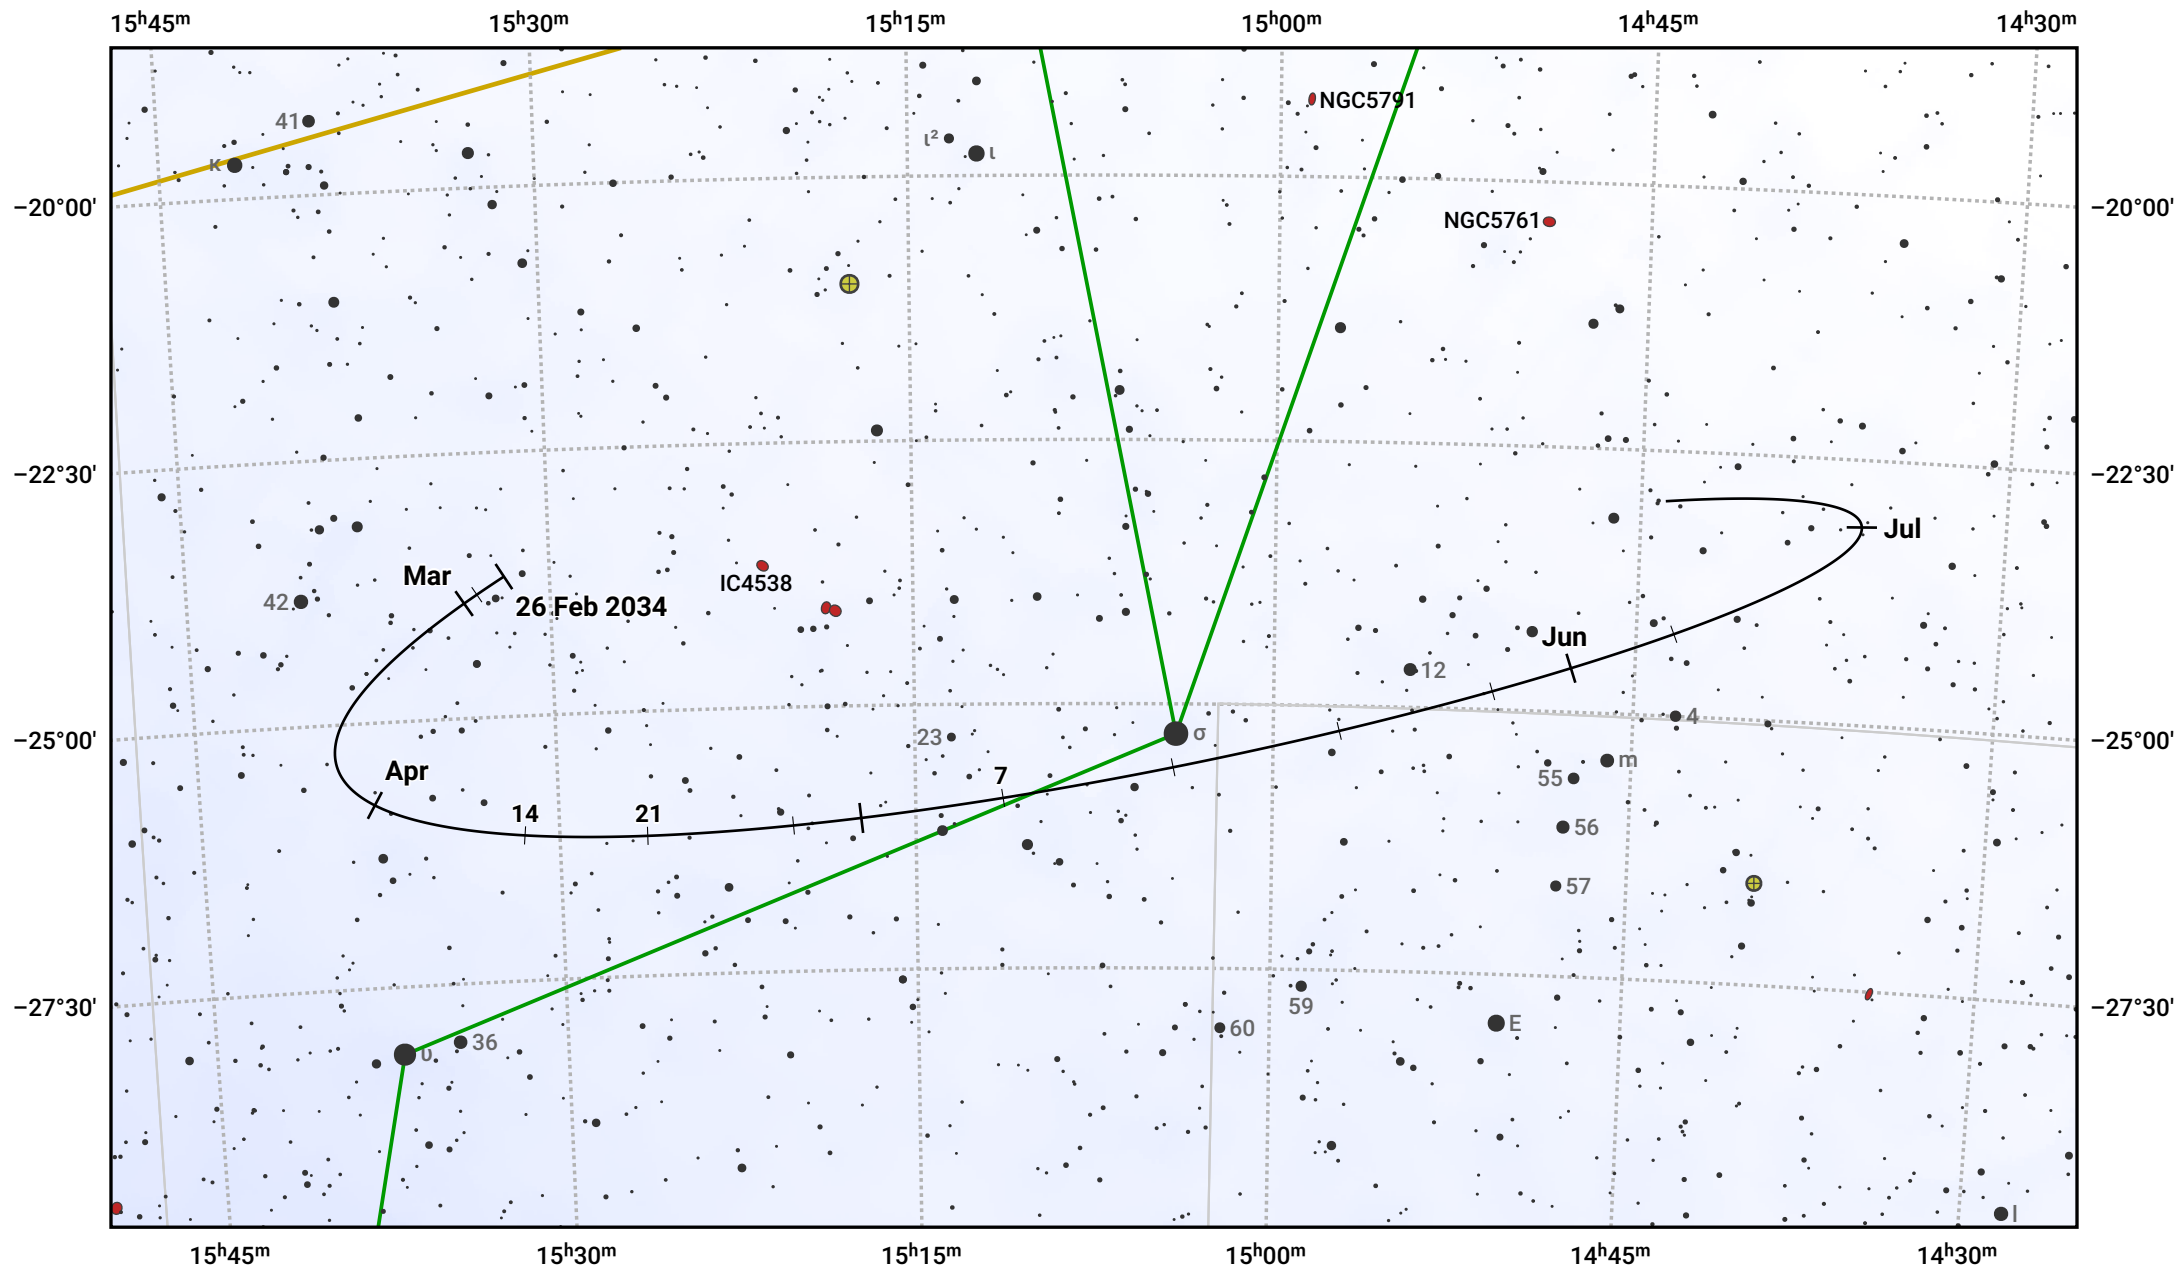 15ʰ45ᵐ 15ʰ30ᵐ 15ʰ15ᵐ 15ʰ00ᵐ 14ʰ45ᵐ 14ʰ30ᵐ
NGC5791
41
ι² ι
κ
−20°00' −20°00'
NGC5761
−22°30' −22°30'
Jul
Mar
IC4538
42
26 Feb 2034
Jun
12
4
23 σ
−25°00' −25°00'
m
Apr
7
55
14 21
56
57
−27°30' −27°30'
59
E
60
36
υ
l
15ʰ45ᵐ 15ʰ30ᵐ 15ʰ15ᵐ 15ʰ00ᵐ 14ʰ45ᵐ 14ʰ30ᵐ